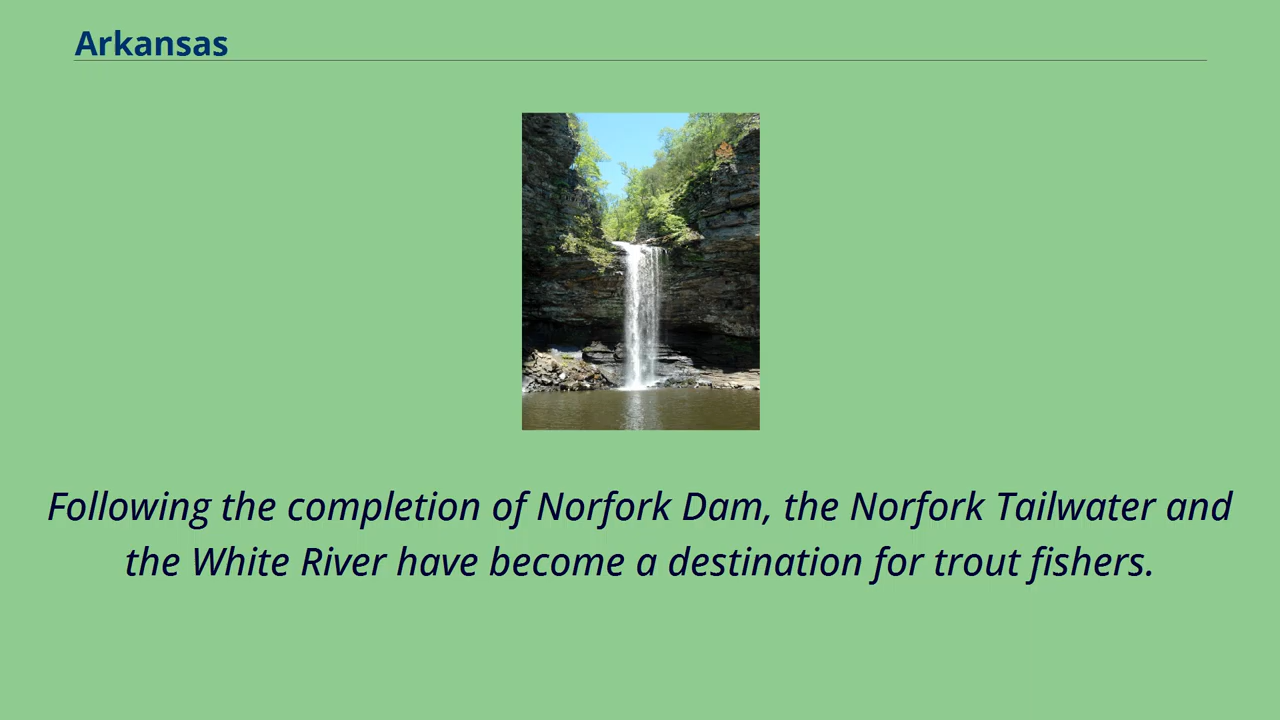 Arkansas
Following the completion of Norfork Dam, the Norfork Tailwater and
the White River have become a destination for trout fishers.